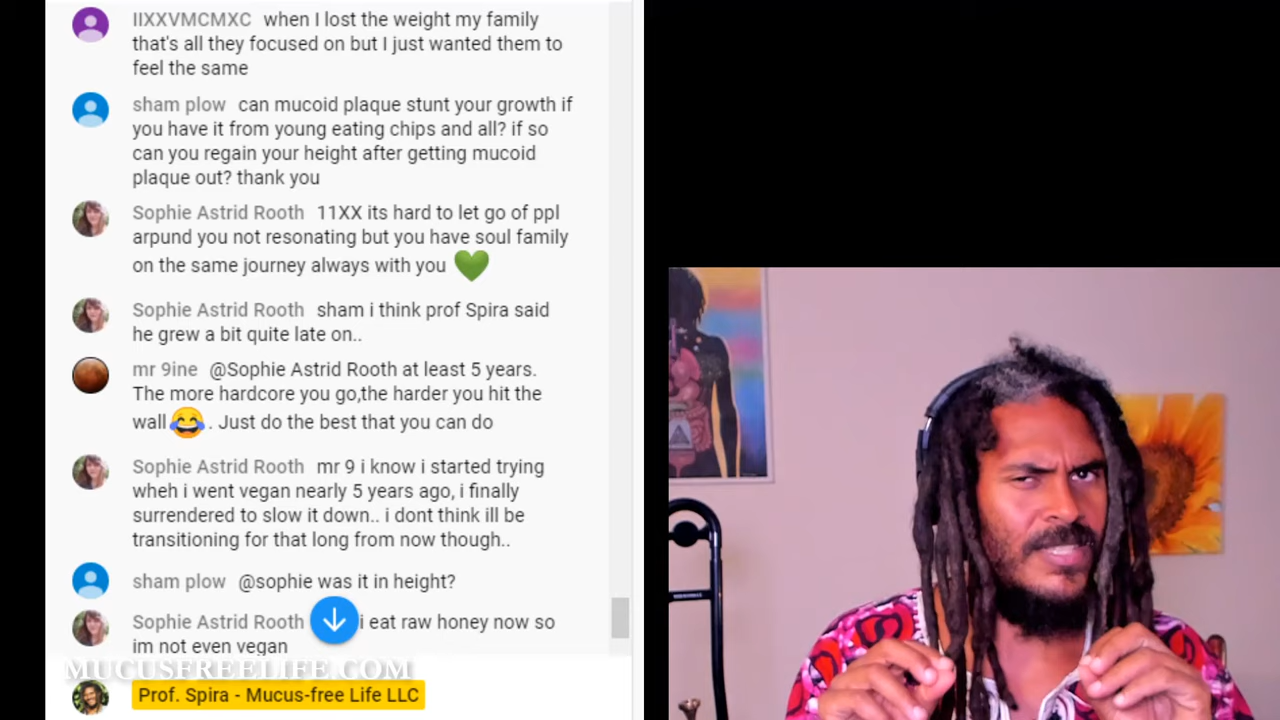 IIXXVMCMXC when I lost the weight my family
that's all they focused on but I just wanted them to
feel the same
sham plow can mucoid plaque stunt your growth if
you have it from young eating chips and all? if so
can you regain your height after getting mucoid
plaque out? thank you
Sophie Astrid Rooth 11XX its hard to let go of ppl
arpund you not resonating but you have soul family
on the same journey always with you 💚
Sophie Astrid Rooth sham i think prof Spira said
he grew a bit quite late on..
mr 9ine @Sophie Astrid Rooth at least 5 years.
The more hardcore you go,the harder you hit the
wall😂. Just do the best that you can do
Sophie Astrid Rooth mr 9 i know i started trying
wheh i went vegan nearly 5 years ago, i finally
surrendered to slow it down.. i dont think ill be
transitioning for that long from now though..
sham plow @sophie was it in height?
Sophie Astrid Rooth i eat raw honey now so
im not even vegan
MUCUSFREELIFE.COM
Prof. Spira - Mucus-free Life LLC